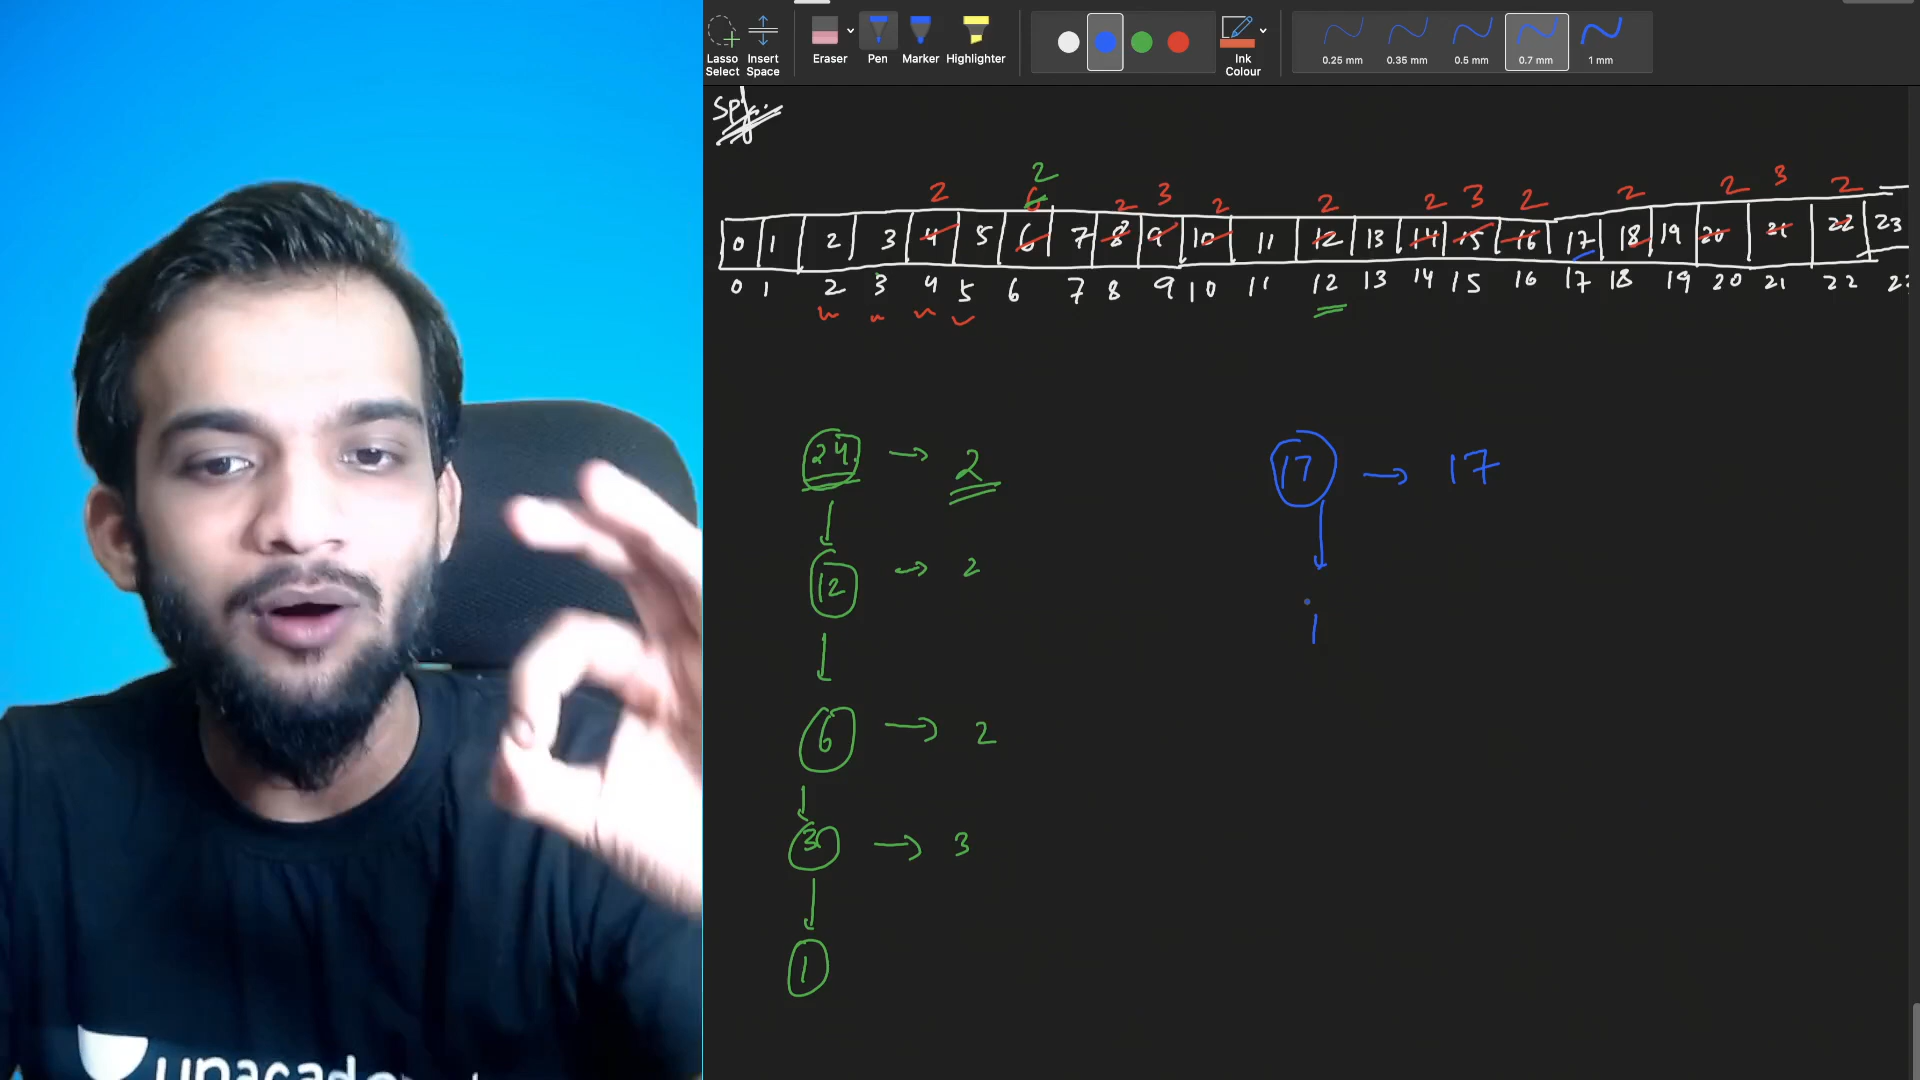 Lasso Select
Insert Space
Eraser
Pen
Marker
Highlighter
Ink Colour
0.25 mm
0.35 mm
0.5 mm
0.7 mm
1 mm
spf
2 6 2 2 3 2 2 2 3 2 2 2 3 2
0 1 2 3 4 5 6 7 8 9 10 11 12 13 14 15 16 17 18 19 20 21 22 23
0 1 2 3 4 5 6 7 8 9 10 11 12 13 14 15 16 17 18 19 20 21 22
24 → 2
12 → 2
6 → 2
3 → 3
1
17 → 17
1
unacad